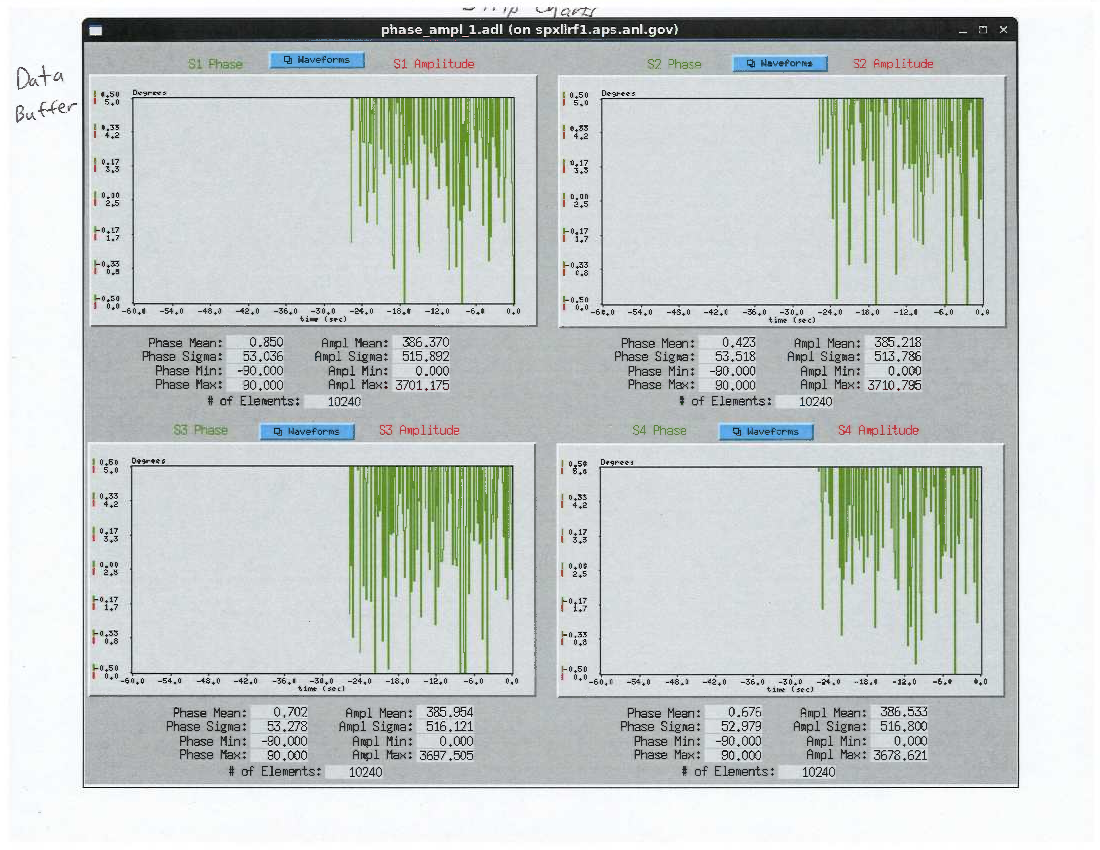 Strip Charts
phase_ampl_1.adl (on spxllrf1.aps.anl.gov)
Data
Buffer
S1 Phase Waveforms S1 Amplitude
Degrees
0.50
5.0
0.33
4.2
0.17
3.3
0.00
2.5
-0.17
1.7
-0.33
0.8
-0.50
0.0
-60.0 -54.0 -48.0 -42.0 -36.0 -30.0 -24.0 -18.0 -12.0 -6.0 0.0
time (sec)
Phase Mean: 0.850 Ampl Mean: 386.370
Phase Sigma: 53.036 Ampl Sigma: 515.892
Phase Min: -90.000 Ampl Min: 0.000
Phase Max: 90.000 Ampl Max: 3701.175
# of Elements: 10240
S2 Phase Waveforms S2 Amplitude
Degrees
0.50
5.0
0.33
4.2
0.17
3.3
0.00
2.5
-0.17
1.7
-0.33
0.8
-0.50
0.0
-60.0 -54.0 -48.0 -42.0 -36.0 -30.0 -24.0 -18.0 -12.0 -6.0 0.0
time (sec)
Phase Mean: 0.423 Ampl Mean: 385.218
Phase Sigma: 53.518 Ampl Sigma: 513.786
Phase Min: -90.000 Ampl Min: 0.000
Phase Max: 90.000 Ampl Max: 3710.795
# of Elements: 10240
S3 Phase Waveforms S3 Amplitude
Degrees
0.50
5.0
0.33
4.2
0.17
3.3
0.00
2.5
-0.17
1.7
-0.33
0.8
-0.50
0.0
-60.0 -54.0 -48.0 -42.0 -36.0 -30.0 -24.0 -18.0 -12.0 -6.0 0.0
time (sec)
Phase Mean: 0.702 Ampl Mean: 385.954
Phase Sigma: 53.278 Ampl Sigma: 516.121
Phase Min: -90.000 Ampl Min: 0.000
Phase Max: 90.000 Ampl Max: 3697.505
# of Elements: 10240
S4 Phase Waveforms S4 Amplitude
Degrees
0.50
5.0
0.33
4.2
0.17
3.3
0.00
2.5
-0.17
1.7
-0.33
0.8
-0.50
0.0
-60.0 -54.0 -48.0 -42.0 -36.0 -30.0 -24.0 -18.0 -12.0 -6.0 0.0
time (sec)
Phase Mean: 0.676 Ampl Mean: 386.533
Phase Sigma: 52.979 Ampl Sigma: 516.800
Phase Min: -90.000 Ampl Min: 0.000
Phase Max: 90.000 Ampl Max: 3678.621
# of Elements: 10240